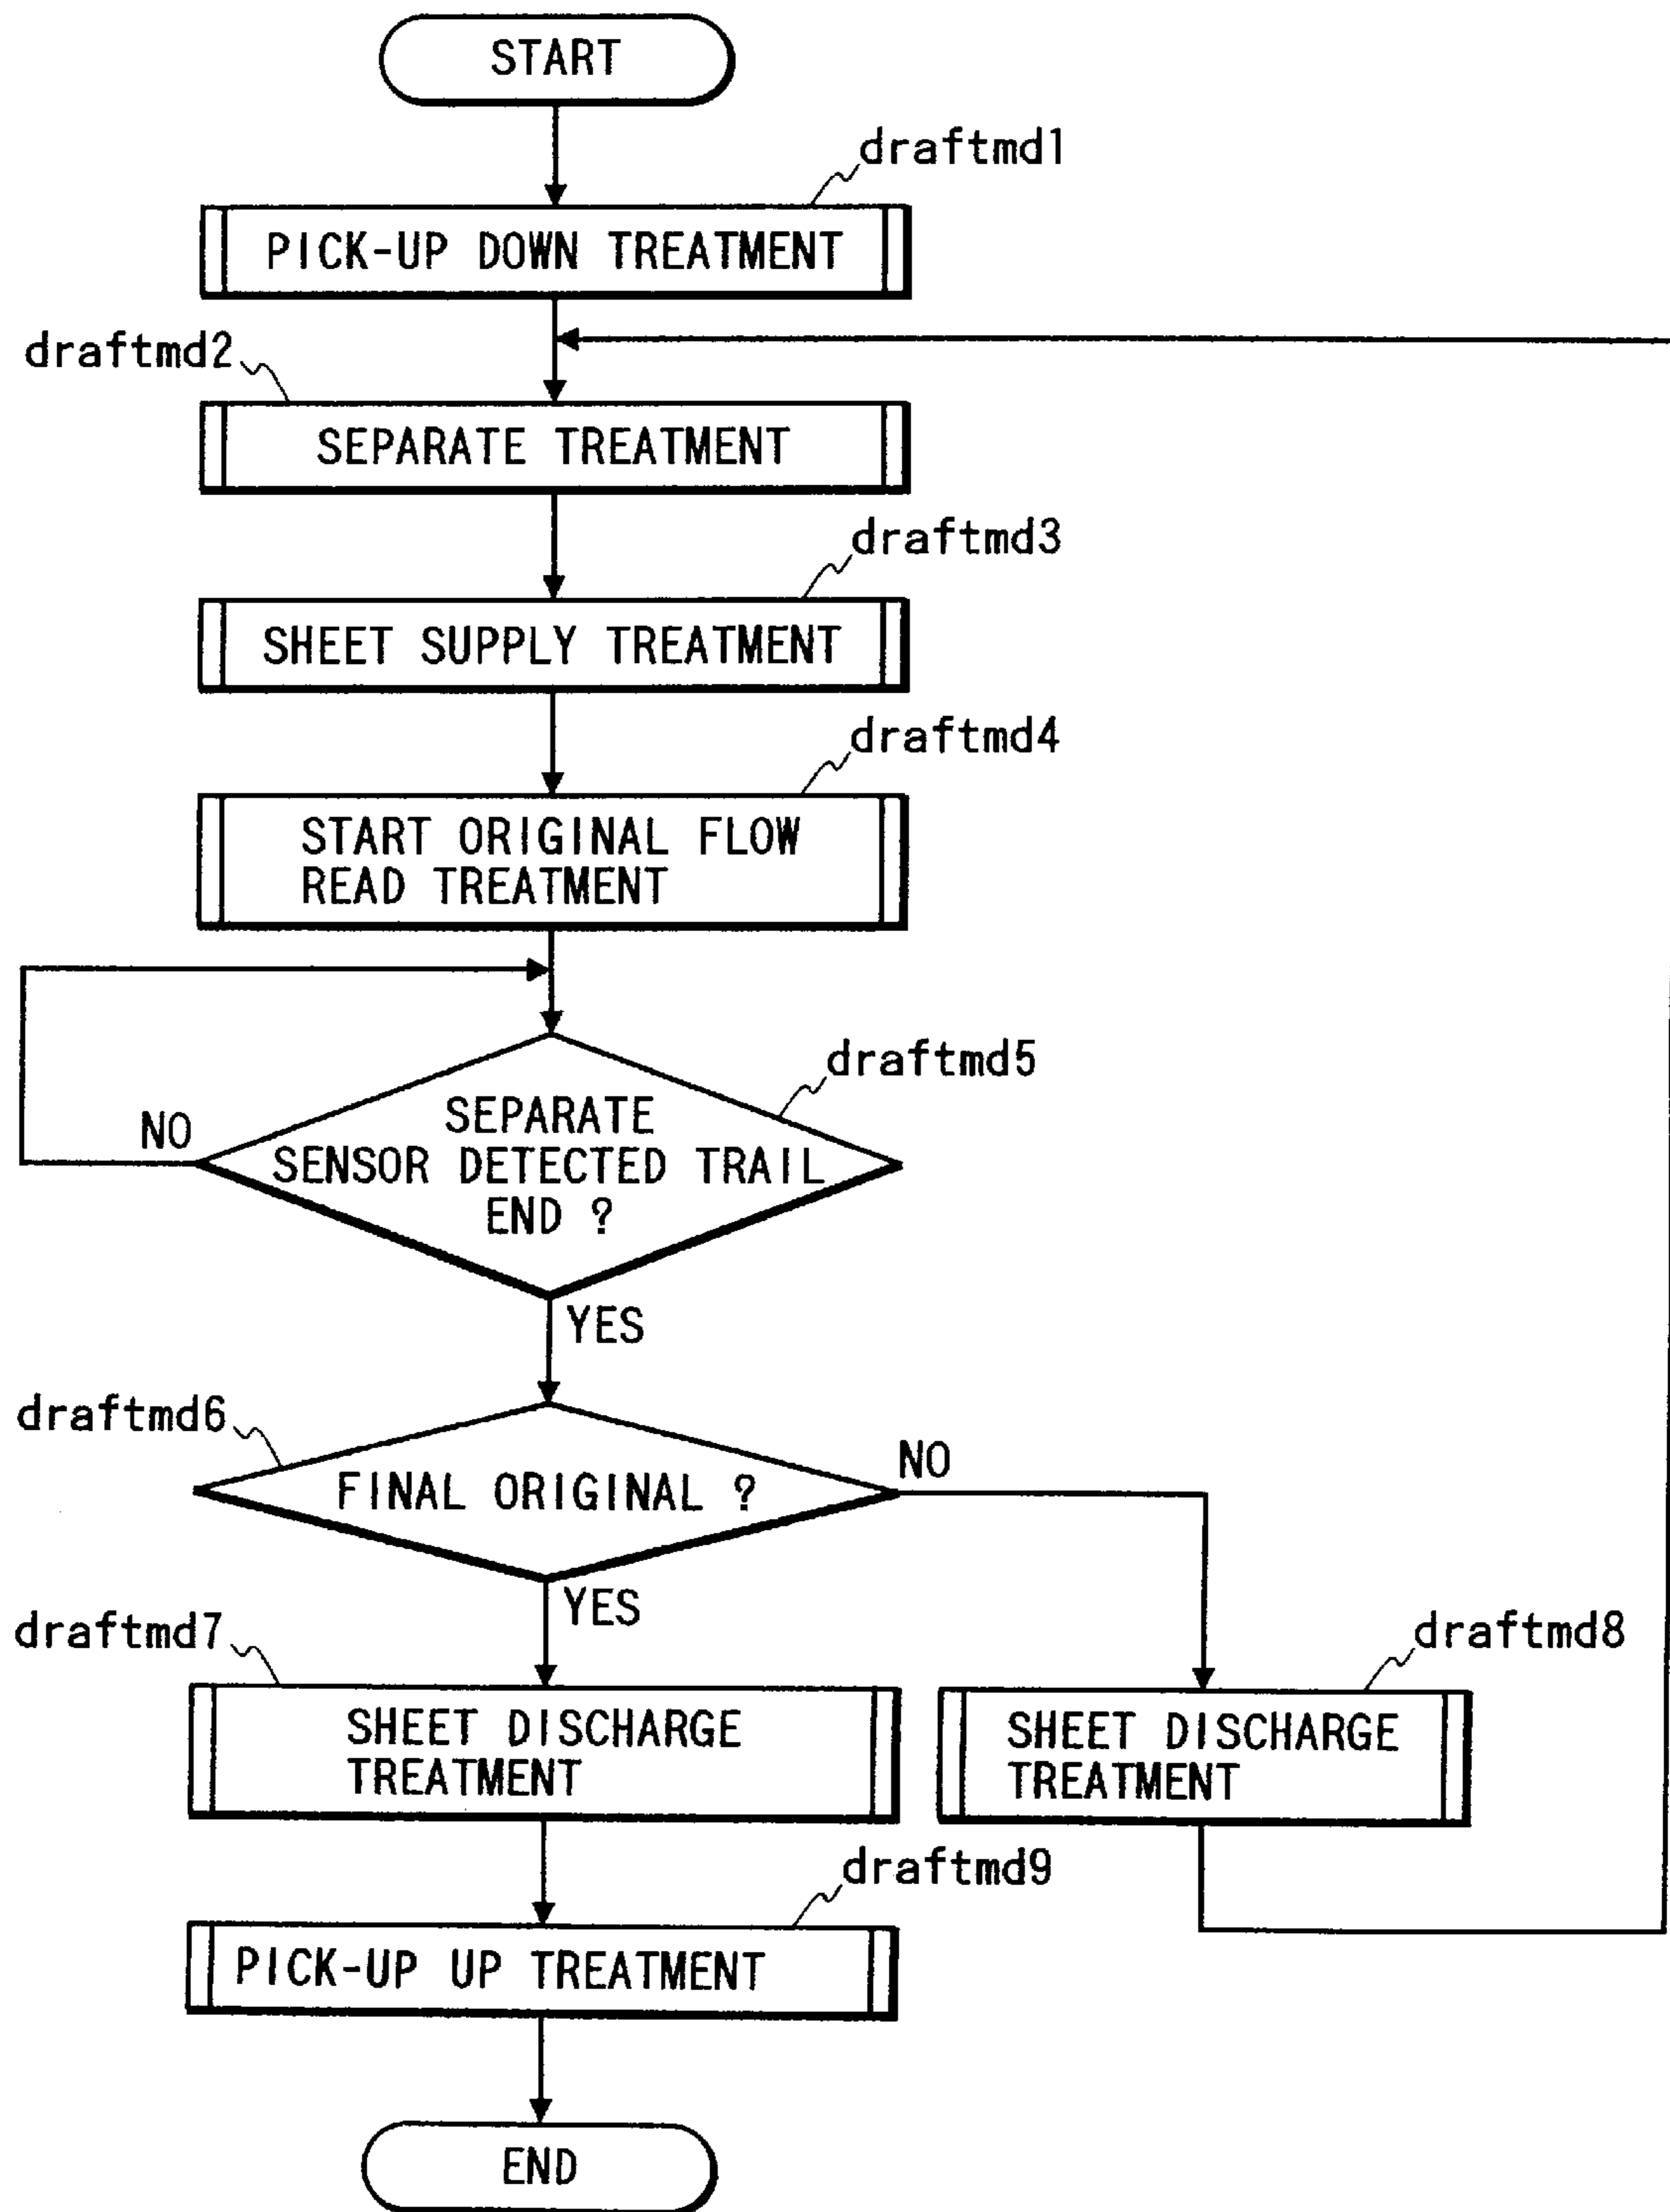 START
draftmd1
PICK-UP DOWN TREATMENT
draftmd2
SEPARATE TREATMENT
draftmd3
SHEET SUPPLY TREATMENT
draftmd4
START ORIGINAL FLOW
READ TREATMENT
draftmd5
NO
SEPARATE
SENSOR DETECTED TRAIL
END ?
YES
draftmd6
NO
FINAL ORIGINAL ?
YES
draftmd7
draftmd8
SHEET DISCHARGE
TREATMENT
SHEET DISCHARGE
TREATMENT
draftmd9
PICK-UP UP TREATMENT
END